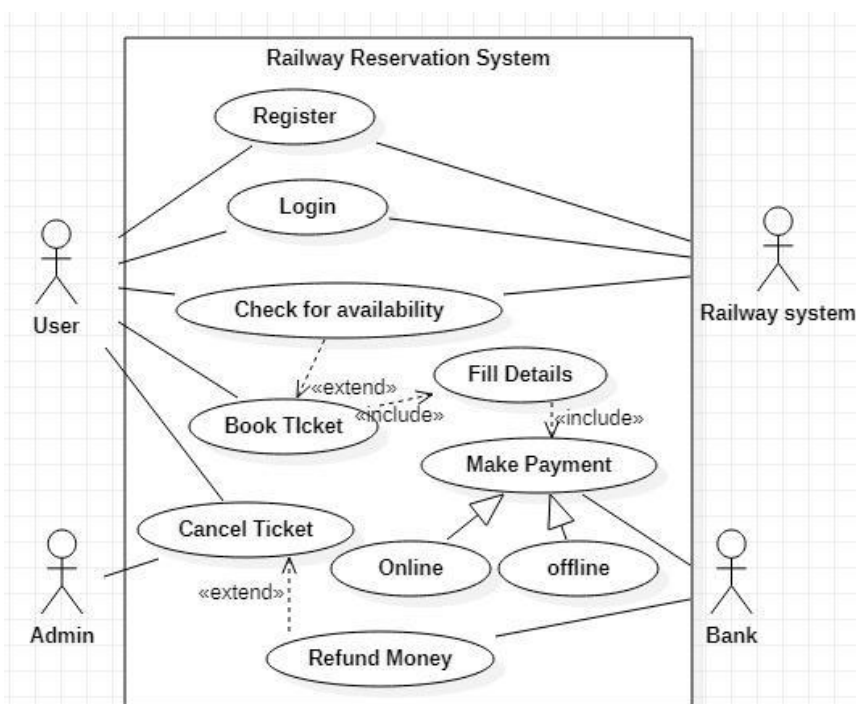 Railway Reservation System
Register
Login
User
Check for availability
Railway system
«extend»
Fill Details
Book TIcket
«include»
«include»
Make Payment
Cancel Ticket
Online
offline
«extend»
Admin
Refund Money
Bank